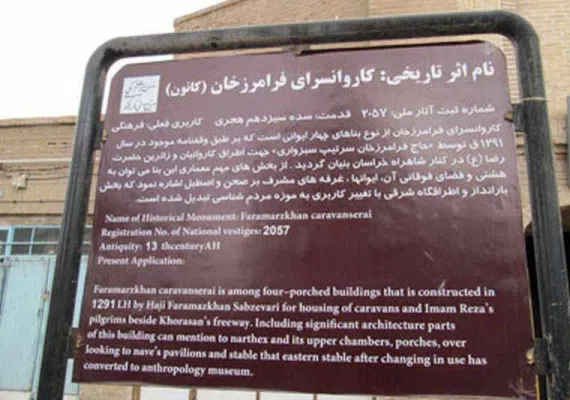 نام اثر تاریخی: کاروانسرای فرامرزخان (کانون)
شماره ثبت آثار ملی: ۲۰۵۷ قدمت: سده سیزدهم هجری کاربری فعلی: فرهنگی
کاروانسرای فرامرزخان از نوع بناهای چهار ایوانی است که بر طبق وقفنامه موجود در سال
۱۲۹۱ ق توسط «حاج فرامرزخان سرتیپ سبزواری» جهت اطراق کاروانیان و زائرین حضرت
رضا (ع) در کنار شاهراه خراسان بنیان گردید. از بخش های مهم معماری این بنا می توان به
هشتی و فضای فوقانی آن، ایوانها، غرفه های مشرف بر صحن و اصطبل اشاره نمود که بخش
بارانداز و اطراقگاه شرقی با تغییر کاربری به موزه مردم شناسی تبدیل شده است.
Name of Historical Monument: Faramarzkhan caravanserai
Registration No. of National vestiges: 2057
Antiquity: 13 thcenturyAH
Present Application:
Faramarzkhan caravanserai is among four-porched buildings that is constructed in
1291 LH by Haji Faramazkhan Sabzevari for housing of caravans and Imam Reza's
pilgrims beside Khorasan's freeway. Including significant architecture parts
of this building can mention to narthex and its upper chambers, porches, over
looking to nave's pavilions and stable that eastern stable after changing in use has
converted to anthropology museum.